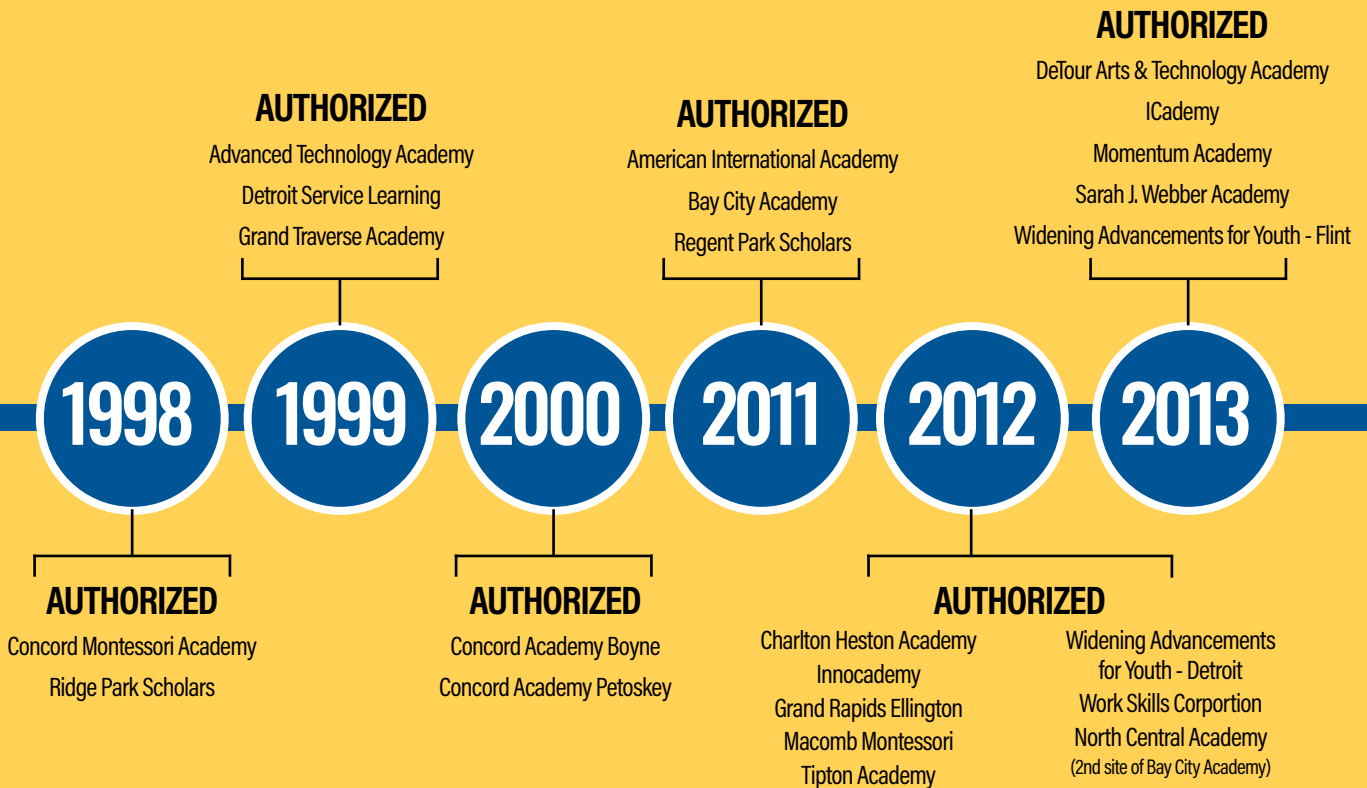 AUTHORIZED
DeTour Arts & Technology Academy
ICademy
Momentum Academy
Sarah J. Webber Academy
Widening Advancements for Youth - Flint
AUTHORIZED
Advanced Technology Academy
Detroit Service Learning
Grand Traverse Academy
AUTHORIZED
American International Academy
Bay City Academy
Regent Park Scholars
1998
1999
2000
2011
2012
2013
AUTHORIZED
Concord Montessori Academy
Ridge Park Scholars
AUTHORIZED
Concord Academy Boyne
Concord Academy Petoskey
AUTHORIZED
Charlton Heston Academy
Innocademy
Grand Rapids Ellington
Macomb Montessori
Tipton Academy
Widening Advancements
for Youth - Detroit
Work Skills Corportion
North Central Academy
(2nd site of Bay City Academy)